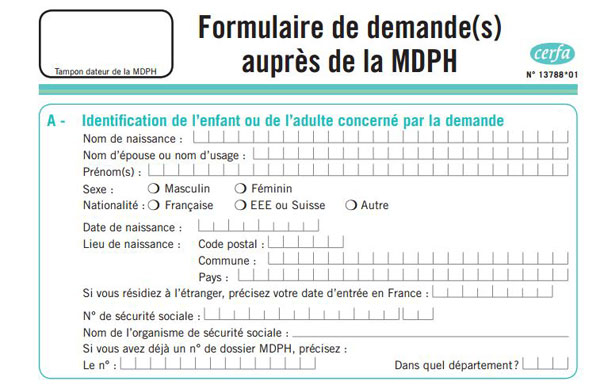 Formulaire de demande(s)
auprès de la MDPH
Tampon dateur de la MDPH
cerfa
N° 13788*01
A - Identification de l'enfant ou de l'adulte concerné par la demande
Nom de naissance :
Nom d'épouse ou nom d'usage :
Prénom(s) :
Sexe : Masculin Féminin
Nationalité : Française EEE ou Suisse Autre
Date de naissance :
Lieu de naissance : Code postal :
Commune :
Pays :
Si vous résidiez à l'étranger, précisez votre date d'entrée en France :
N° de sécurité sociale :
Nom de l'organisme de sécurité sociale :
Si vous avez déjà un n° de dossier MDPH, précisez :
Le n° : Dans quel département?